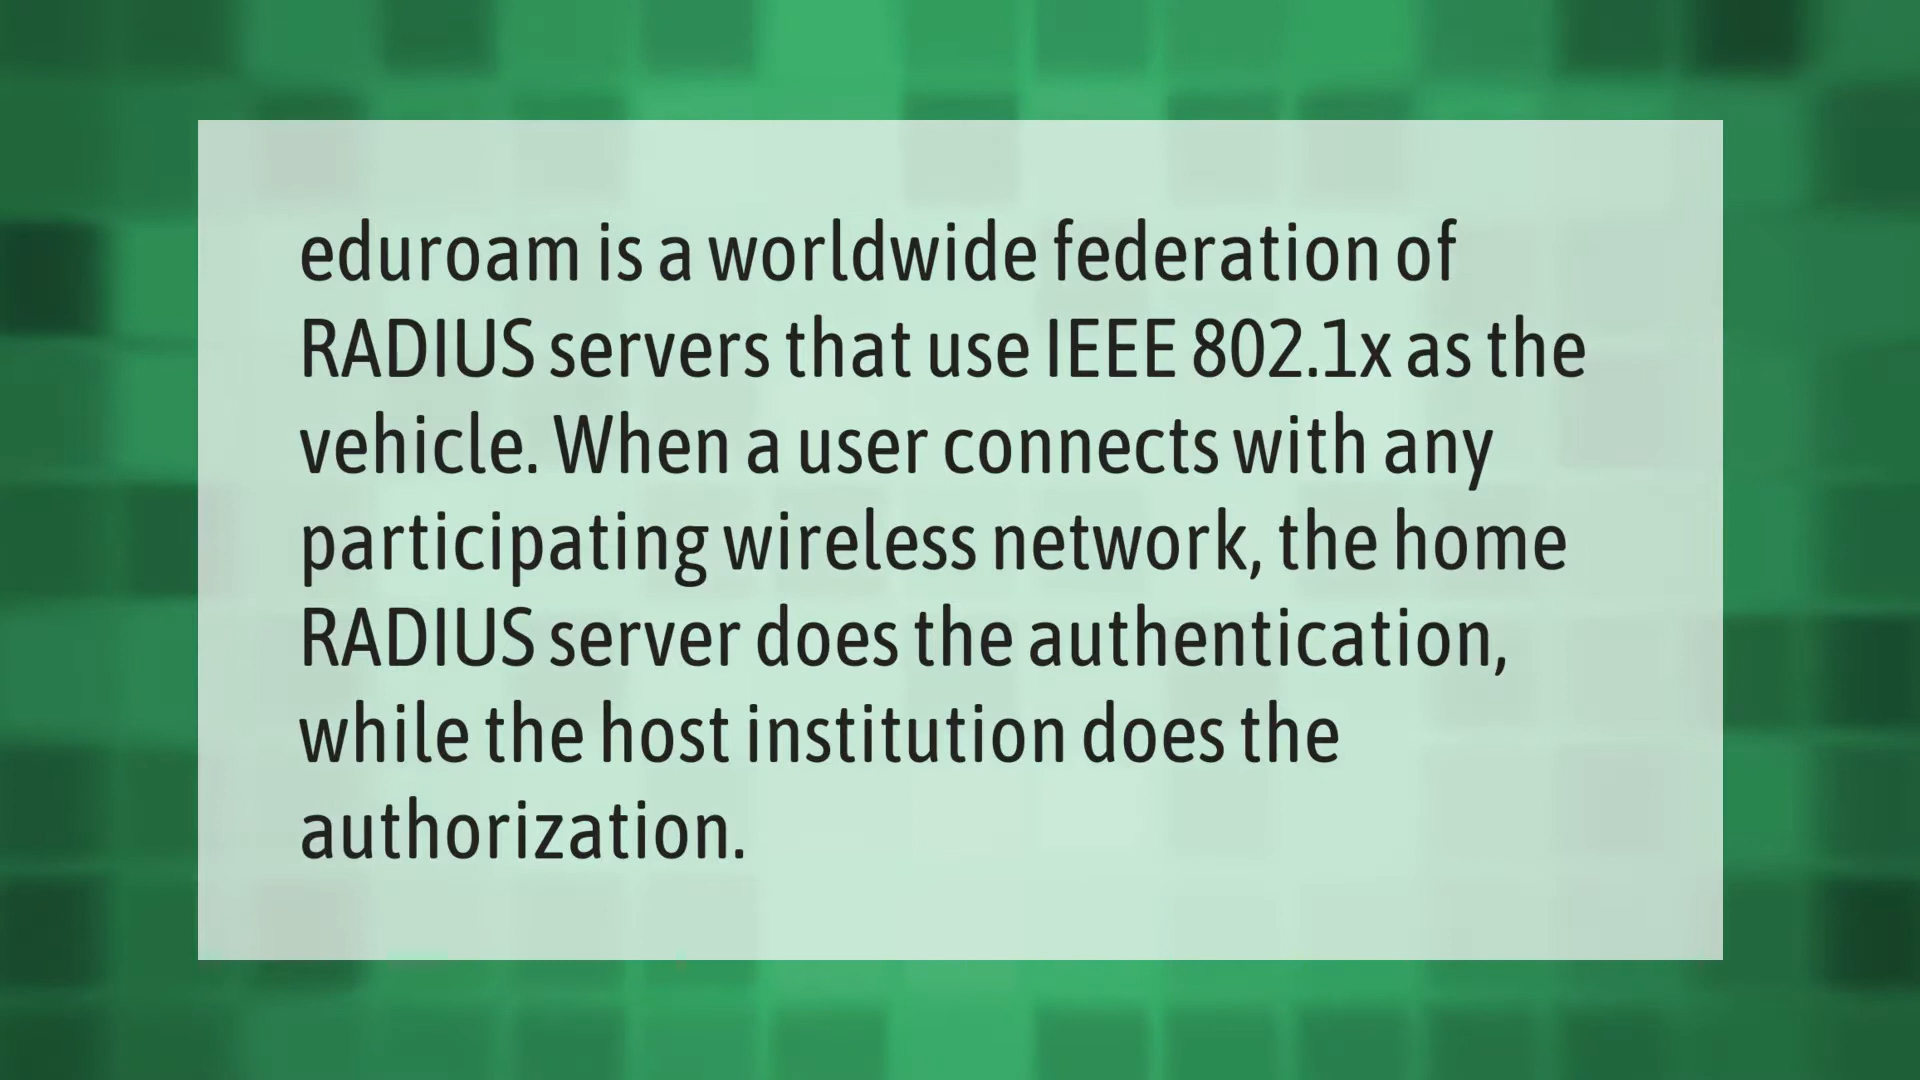 eduroam is a worldwide federation of
RADIUS servers that use IEEE 802.1x as the
vehicle. When a user connects with any
participating wireless network, the home
RADIUS server does the authentication,
while the host institution does the
authorization.